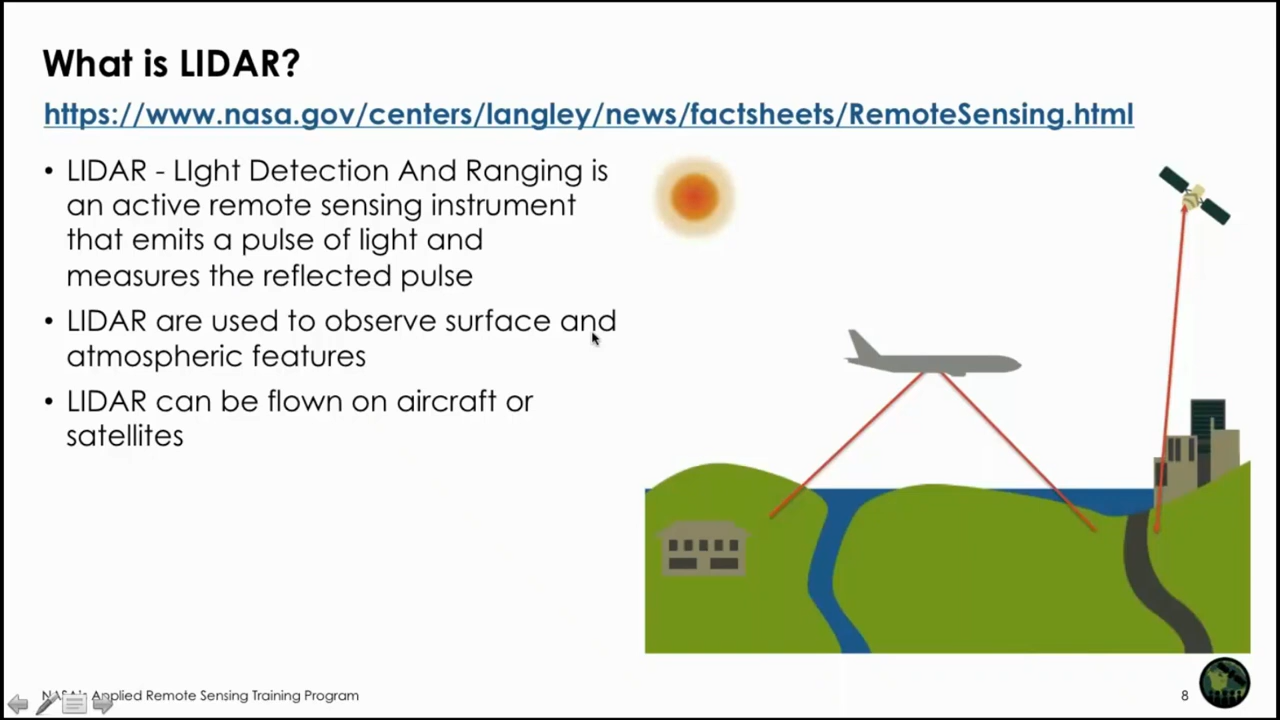 What is LIDAR?
https://www.nasa.gov/centers/langley/news/factsheets/RemoteSensing.html
• LIDAR - LIght Detection And Ranging is
an active remote sensing instrument
that emits a pulse of light and
measures the reflected pulse
• LIDAR are used to observe surface and
atmospheric features
• LIDAR can be flown on aircraft or
satellites
NASA's Applied Remote Sensing Training Program
8